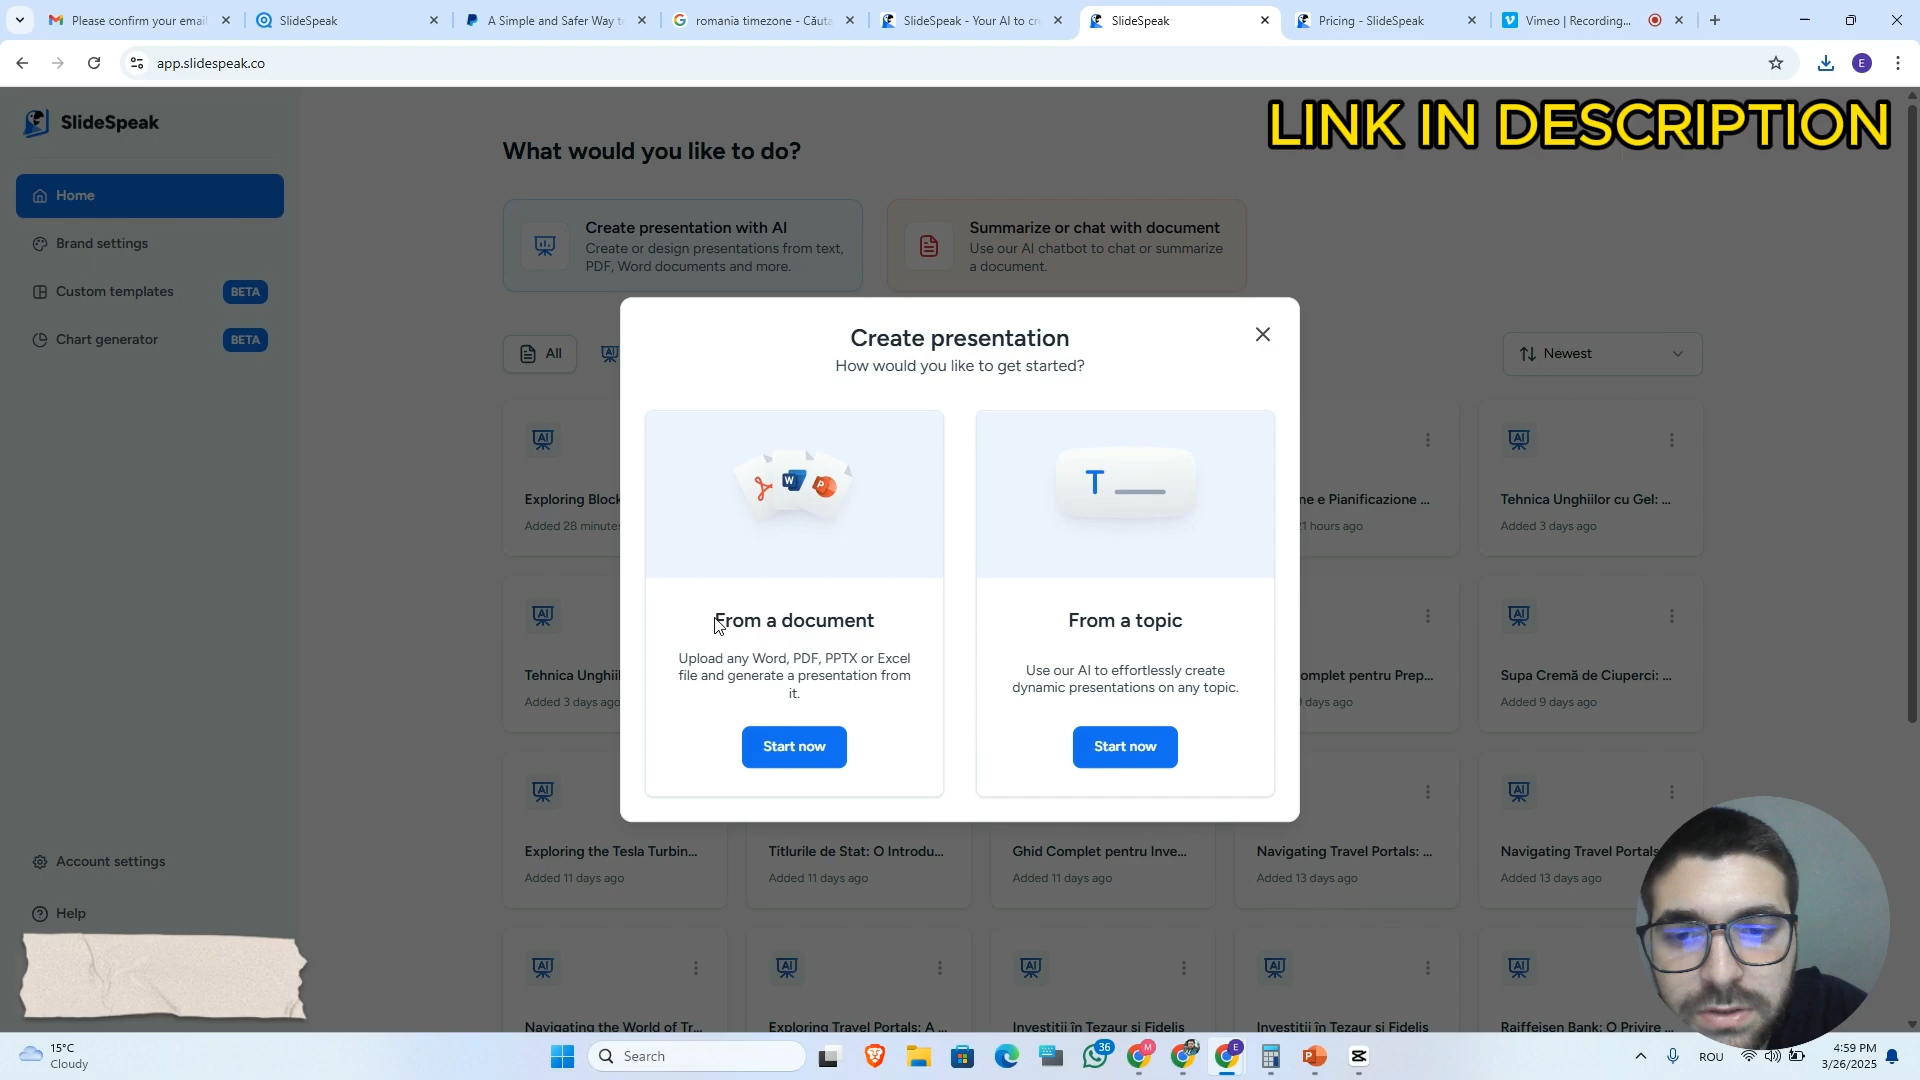 Please confirm your email
SlideSpeak
A Simple and Safer Way t
romania timezone - Căuta
SlideSpeak - Your AI to cr
SlideSpeak
Pricing - SlideSpeak
Vimeo | Recording...
app.slidespeak.co
E
LINK IN DESCRIPTION
SlideSpeak
What would you like to do?
Home
Create presentation with AI
Create or design presentations from text,
PDF, Word documents and more.
Summarize or chat with document
Use our AI chatbot to chat or summarize
a document.
Brand settings
Custom templates BETA
Chart generator BETA
All
Newest
Create presentation
How would you like to get started?
From a document
Upload any Word, PDF, PPTX or Excel
file and generate a presentation from
it.
Start now
T
From a topic
Use our AI to effortlessly create
dynamic presentations on any topic.
Start now
Exploring Block
Added 28 minute
ne e Pianificazione ...
1 hours ago
Tehnica Unghiilor cu Gel: ...
Added 3 days ago
Tehnica Unghii
Added 3 days ago
omplet pentru Prep...
days ago
Supa Cremă de Ciuperci: ...
Added 9 days ago
Exploring the Tesla Turbin...
Added 11 days ago
Titlurile de Stat: O Introdu...
Added 11 days ago
Ghid Complet pentru Inve...
Added 11 days ago
Navigating Travel Portals: ...
Added 13 days ago
Navigating Travel Portals
Added 13 days ago
Navigating the World of Tr...
Exploring Travel Portals: A ...
Investiții în Tezaur și Fidelis
Investiții în Tezaur și Fidelis
Raiffeisen Bank: O Privire ...
Account settings
Help
15°C
Cloudy
Search
36
ROU
4:59 PM
3/26/2025